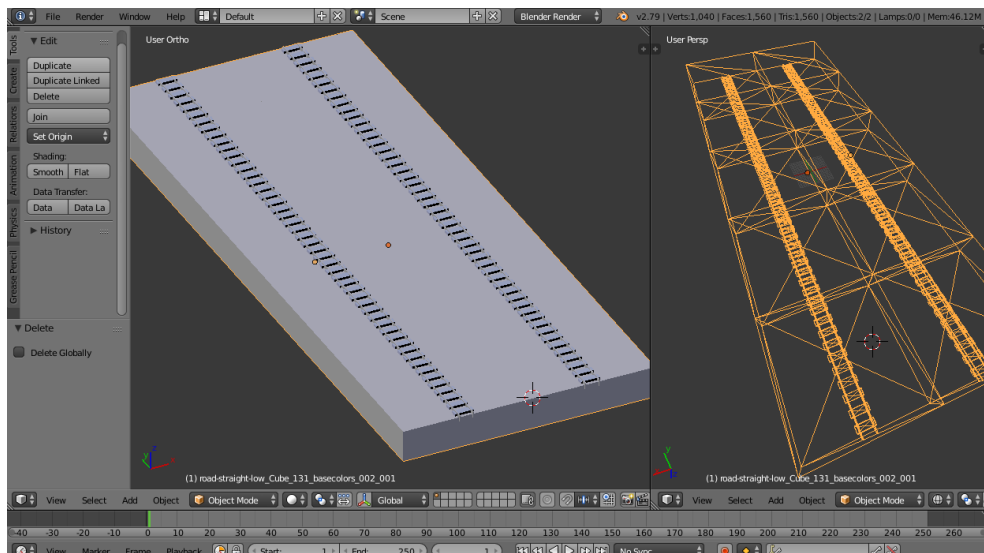 File Render Window Help Default Scene Blender Render v2.79 | Verts:1,040 | Faces:1,560 | Tris:1,560 | Objects:2/2 | Lamps:0/0 | Mem:46.12M
Tools
Create
Relations
Animation
Physics
Grease Pencil
Edit
Duplicate
Duplicate Linked
Delete
Join
Set Origin
Shading:
Smooth Flat
Data Transfer:
Data Data La
History
Delete
Delete Globally
User Ortho
z
y
x
(1) road-straight-low_Cube_131_basecolors_002_001
User Persp
(1) road-straight-low_Cube_131_basecolors_002_001
View Select Add Object Object Mode Global
View Select Add Object Object Mode
-40 -30 -20 -10 0 10 20 30 40 50 60 70 80 90 100 110 120 130 140 150 160 170 180 190 200 210 220 230 240 250 260
View Marker Frame Playback Start: 1 End: 250 1 No Sync